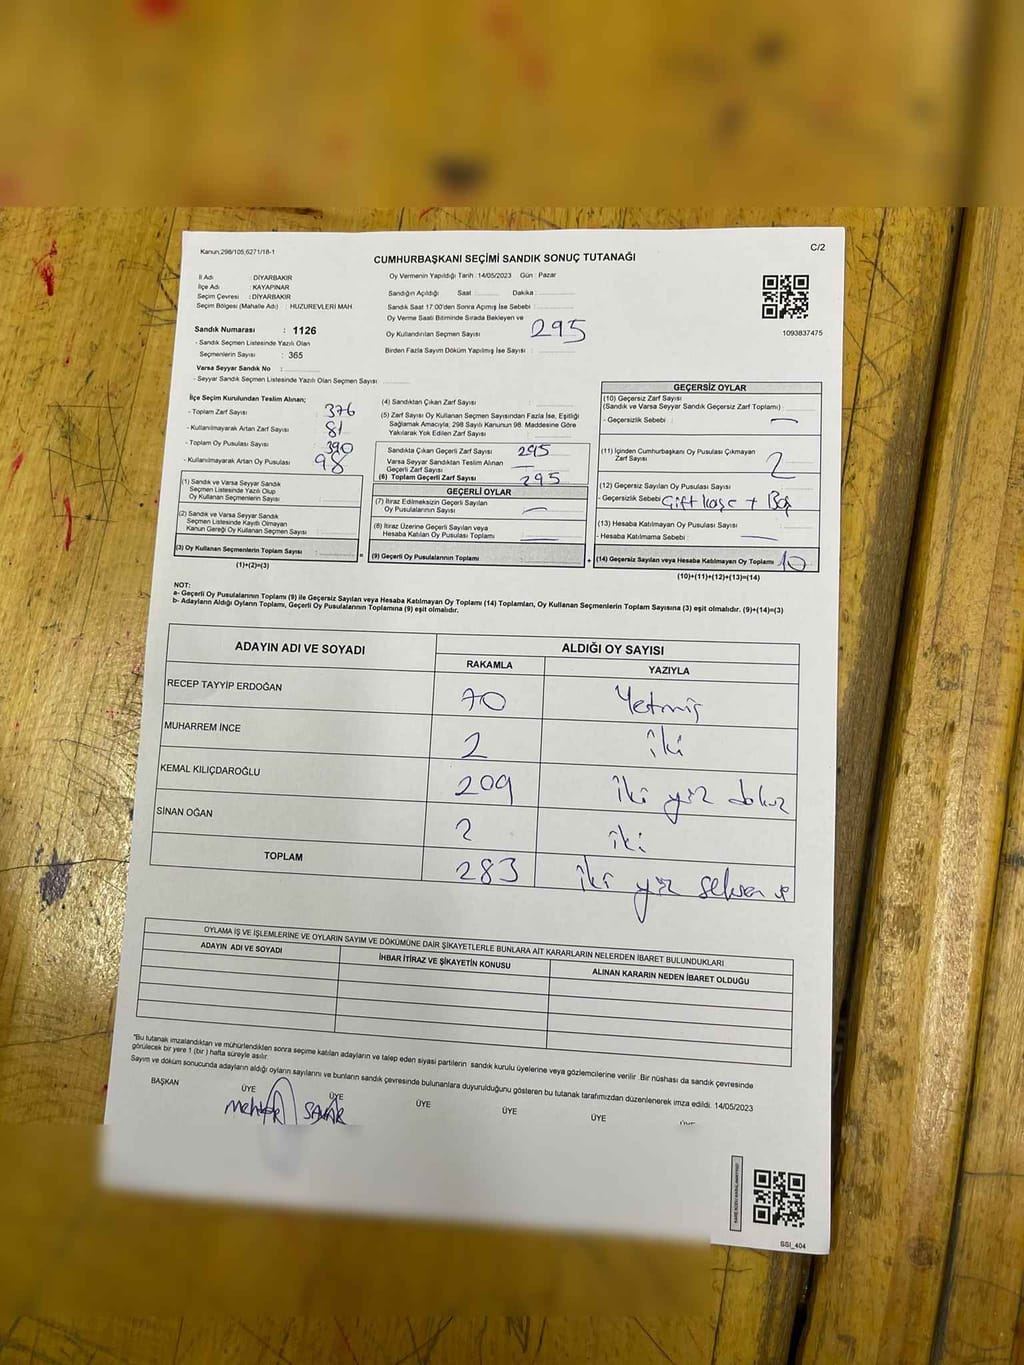 Kanun;298/105;6271/18-1
C/2
CUMHURBAŞKANI SEÇİMİ SANDIK SONUÇ TUTANAĞI
İl Adı : DİYARBAKIR
İlçe Adı : KAYAPINAR
Seçim Çevresi : DİYARBAKIR
Seçim Bölgesi (Mahalle Adı) : HUZUREVLERİ MAH.
Sandık Numarası : 1126
- Sandık Seçmen Listesinde Yazılı Olan
Seçmenlerin Sayısı : 365
Varsa Seyyar Sandık No :
- Seyyar Sandık Seçmen Listesinde Yazılı Olan Seçmen Sayısı :
Oy Vermenin Yapıldığı Tarih :14/05/2023 Gün : Pazar
Sandığın Açıldığı Saat : Dakika :
Sandık Saat 17.00'den Sonra Açımış İse Sebebi :
Oy Verme Saati Bitiminde Sırada Bekleyen ve
Oy Kullandırılan Seçmen Sayısı : 295
Birden Fazla Sayım Döküm Yapılmış İse Sayısı :
1093837475
İlçe Seçim Kurulundan Teslim Alınan;
- Toplam Zarf Sayısı : 376
- Kullanılmayarak Artan Zarf Sayısı : 81
- Toplam Oy Pusulası Sayısı : 390
- Kullanılmayarak Artan Oy Pusulası : 98
(1) Sandık ve Varsa Seyyar Sandık
Seçmen Listesinde Yazılı Olup
Oy Kullanan Seçmenlerin Sayısı :
(2) Sandık ve Varsa Seyyar Sandık
Seçmen Listesinde Kayıtlı Olmayan
Kanun Gereği Oy Kullanan Seçmen Sayısı :
(3) Oy Kullanan Seçmenlerin Toplam Sayısı :
(1)+(2)=(3)
(4) Sandıktan Çıkan Zarf Sayısı :
(5) Zarf Sayısı Oy Kullanan Seçmen Sayısından Fazla İse, Eşitliği
Sağlamak Amacıyla; 298 Sayılı Kanunun 98. Maddesine Göre
Yakılarak Yok Edilen Zarf Sayısı :
Sandıkta Çıkan Geçerli Zarf Sayısı : 295
Varsa Seyyar Sandıktan Teslim Alınan
Geçerli Zarf Sayısı : —
(6) Toplam Geçerli Zarf Sayısı : 295
GEÇERLİ OYLAR
(7) İtiraz Edilmeksizin Geçerli Sayılan
Oy Pusulalarının Sayısı : —
(8) İtiraz Üzerine Geçerli Sayılan veya
Hesaba Katılan Oy Pusulası Toplamı : —
(9) Geçerli Oy Pusulalarının Toplamı :
GEÇERSİZ OYLAR
(10) Geçersiz Zarf Sayısı
(Sandık ve Varsa Seyyar Sandık Geçersiz Zarf Toplamı) :
- Geçersizlik Sebebi : —
(11) İçinden Cumhurbaşkanı Oy Pusulası Çıkmayan
Zarf Sayısı : 2
(12) Geçersiz Sayılan Oy Pusulası Sayısı :
- Geçersizlik Sebebi : Çift kaşe + Boş
(13) Hesaba Katılmayan Oy Pusulası Sayısı :
- Hesaba Katılmama Sebebi : —
(14) Geçersiz Sayılan veya Hesaba Katılmayan Oy Toplamı : 10
(10)+(11)+(12)+(13)=(14)
NOT:
a- Geçerli Oy Pusulalarının Toplamı (9) ile Geçersiz Sayılan veya Hesaba Katılmayan Oy Toplamı (14) Toplamları, Oy Kullanan Seçmenlerin Toplam Sayısına (3) eşit olmalıdır. (9)+(14)=(3)
b- Adayların Aldığı Oyların Toplamı, Geçerli Oy Pusulalarının Toplamına (9) eşit olmalıdır.
ADAYIN ADI VE SOYADI
ALDIĞI OY SAYISI
RAKAMLA YAZIYLA
RECEP TAYYİP ERDOĞAN 70 Yetmiş
MUHARREM İNCE 2 iki
KEMAL KILIÇDAROĞLU 209 iki yüz dokuz
SİNAN OĞAN 2 iki
TOPLAM 283 iki yüz seksen üç
OYLAMA İŞ VE İŞLEMLERİNE VE OYLARIN SAYIM VE DÖKÜMÜNE DAİR ŞİKAYETLERLE BUNLARA AİT KARARLARIN NELERDEN İBARET BULUNDUKLARI
ADAYIN ADI VE SOYADI İHBAR İTİRAZ VE ŞİKAYETİN KONUSU ALINAN KARARIN NEDEN İBARET OLDUĞU
"Bu tutanak imzalandıktan ve mühürlendikten sonra seçime katılan adayların ve talep eden siyasi partilerin sandık kurulu üyelerine veya gözlemcilerine verilir. Bir nüshası da sandık çevresinde
görülecek bir yere 1 (bir) hafta süreyle asılır.
Sayım ve döküm sonucunda adayların aldığı oyların sayılarını ve bunların sandık çevresinde bulunanlara duyurulduğunu gösteren bu tutanak tarafımızdan düzenlenerek imza edildi. 14/05/2023
BAŞKAN ÜYE ÜYE ÜYE ÜYE ÜYE
SSI_404